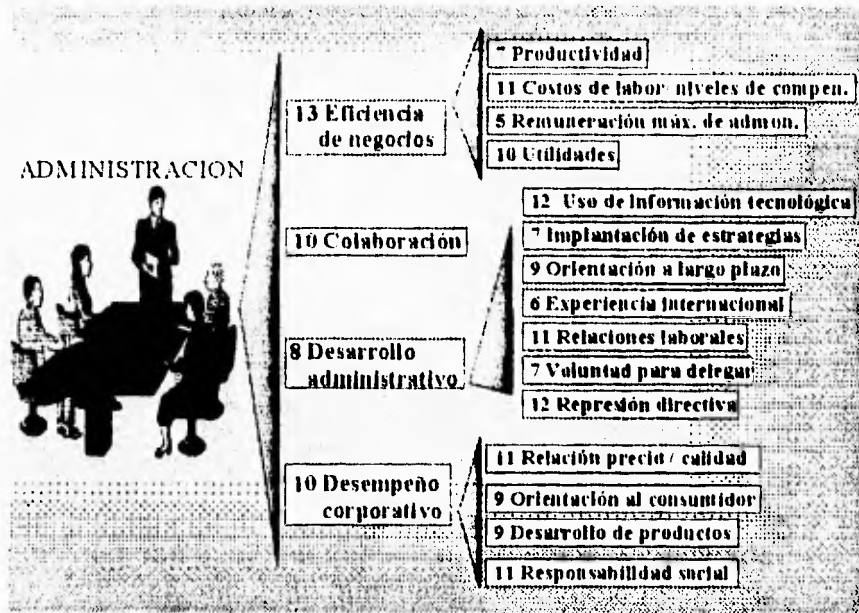 ADMINISTRACION
13 Eficiencia
de negocios
7 Productividad
11 Costos de labor niveles de compen.
5 Remuneración máx. de admon.
10 Utilidades
10 Colaboración
8 Desarrollo
administrativo
12 Uso de información tecnológica
7 Implantación de estrategias
9 Orientación a largo plazo
6 Experiencia internacional
11 Relaciones laborales
7 Voluntad para delegar
12 Represión directiva
10 Desempeño
corporativo
11 Relación precio / calidad
9 Orientación al consumidor
9 Desarrollo de productos
11 Responsabilidad social